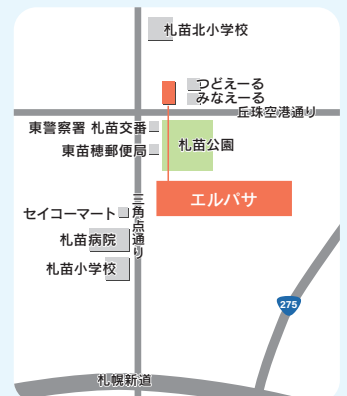 札苗北小学校
つどえーる
みなえーる
丘珠空港通り
東警察署 札苗交番
札苗公園
東苗穂郵便局
エルパサ
三角点通り
セイコーマート
札苗病院
札苗小学校
275
札幌新道